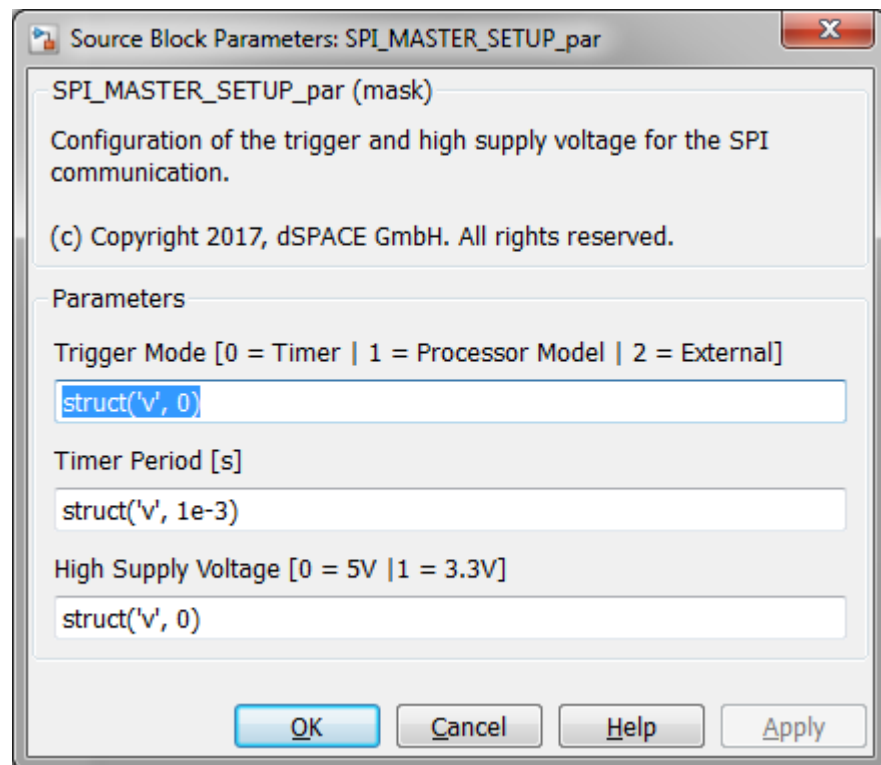 Source Block Parameters: SPI_MASTER_SETUP_par
SPI_MASTER_SETUP_par (mask)
Configuration of the trigger and high supply voltage for the SPI
communication.
(c) Copyright 2017, dSPACE GmbH. All rights reserved.
Parameters
Trigger Mode [0 = Timer | 1 = Processor Model | 2 = External]
struct('v', 0)
Timer Period [s]
struct('v', 1e-3)
High Supply Voltage [0 = 5V |1 = 3.3V]
struct('v', 0)
OK Cancel Help Apply